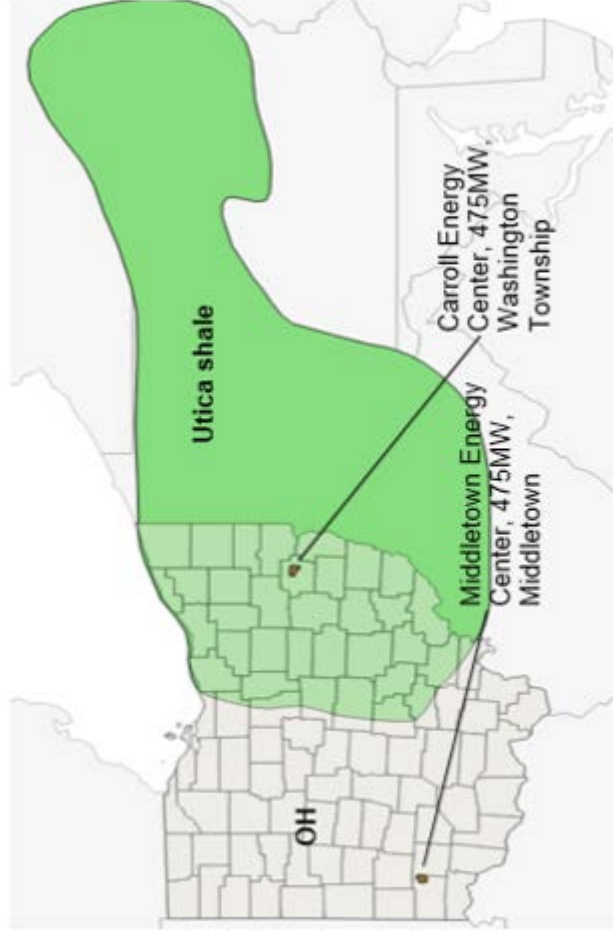 Utica shale
OH
Carroll Energy
Center, 475MW,
Washington
Township
Middletown Energy
Center, 475MW,
Middletown